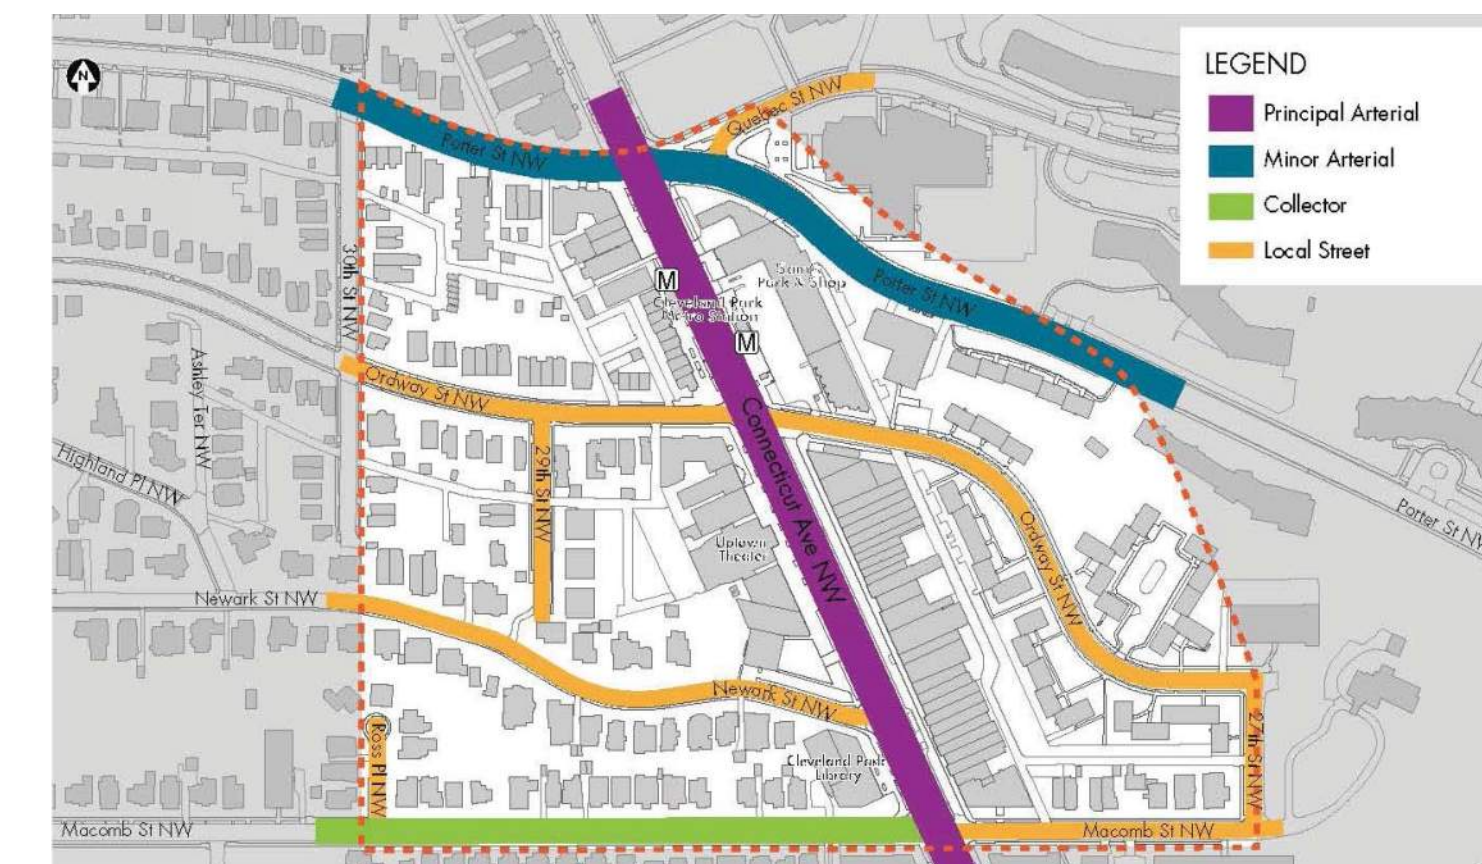 N
LEGEND
Principal Arterial
Minor Arterial
Collector
Local Street
Quebec St NW
Porter St NW
30th St NW
M
Sam's
Park & Shop
Porter St NW
Cleveland Park
Metro Station
M
Ashley Ter NW
Ordway St NW
Connecticut Ave NW
Highland Pl NW
29th St NW
Porter St NW
Ordway St NW
Uptown
Theater
Newark St NW
Newark St NW
Ross Pl NW
27th St NW
Cleveland Park
Library
Macomb St NW
Macomb St NW